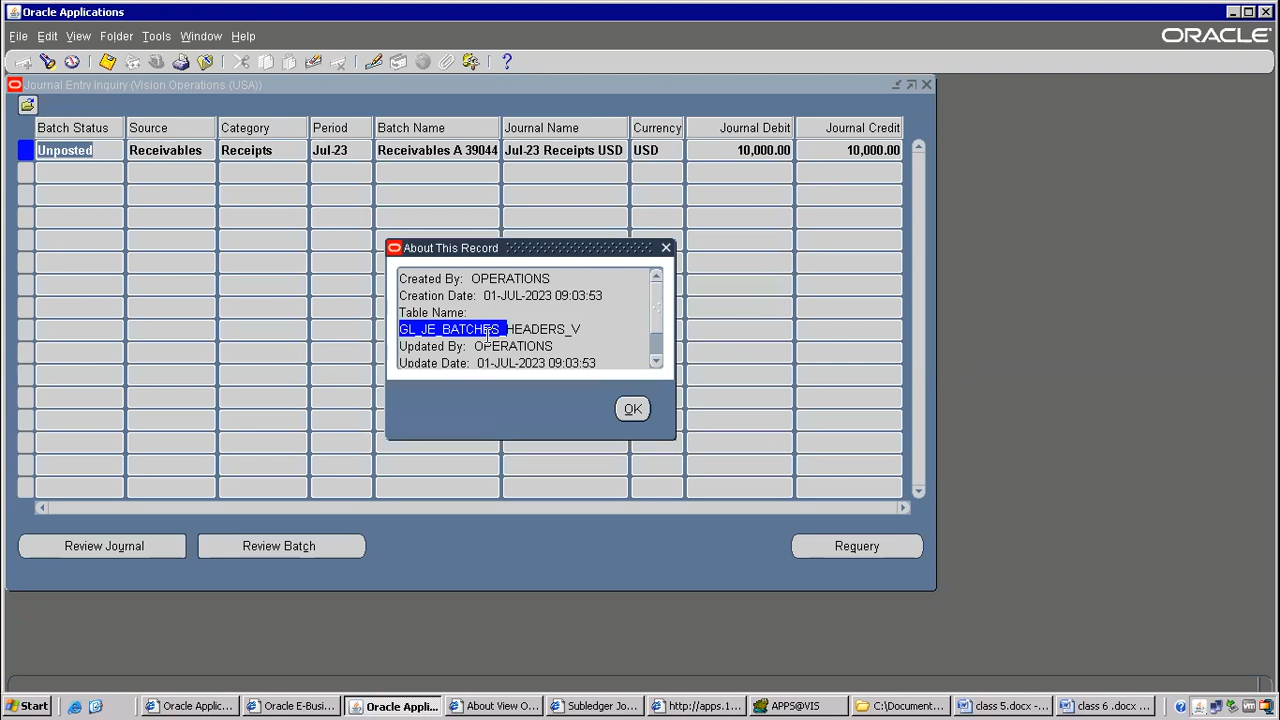 Oracle Applications
File Edit View Folder Tools Window Help
ORACLE
Journal Entry Inquiry (Vision Operations (USA))
Batch Status Source Category Period Batch Name Journal Name Currency Journal Debit Journal Credit
Unposted Receivables Receipts Jul-23 Receivables A 39044 Jul-23 Receipts USD USD 10,000.00 10,000.00
About This Record
Created By: OPERATIONS
Creation Date: 01-JUL-2023 09:03:53
Table Name:
GL_JE_BATCHES_HEADERS_V
Updated By: OPERATIONS
Update Date: 01-JUL-2023 09:03:53
OK
Review Journal Review Batch Requery
Start Oracle Applic... Oracle E-Busi... Oracle Appli... About View O... Subledger Jo... http://apps.1... APPS@VIS C:\Document... class 5.docx -... class 6 .docx ...